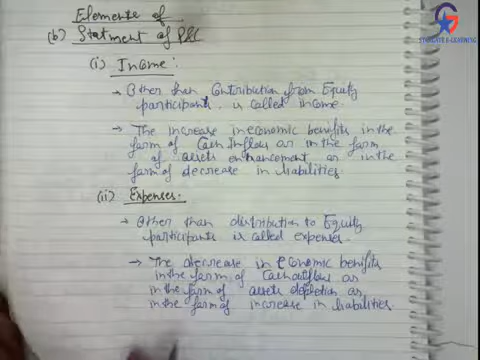 Elements of
(b) Statment of P&L
(i) Income:
→ Other than Contribution from Equity
participants is called income.
→ The increase in economic benefits in the
form of Cash Inflows or in the form
of assets enhancement or in the
form of decrease in liabilities.
(ii) Expenses.
→ Other than distribution to Equity
participants is called expenses.
→ The decrease in Economic benifits
in the form of Cash outflows or
in the form of assets depletion or
in the form of increase in liabilities.